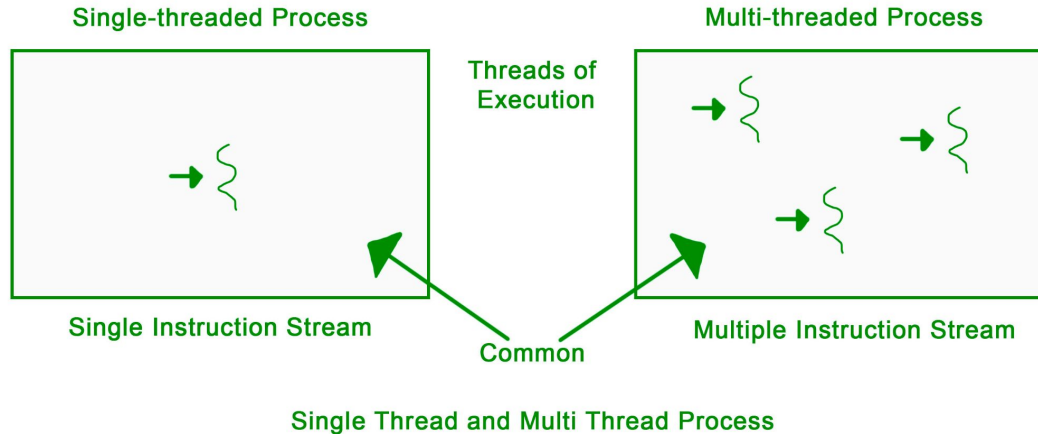 Single-threaded Process
Multi-threaded Process
Threads of
Execution
Single Instruction Stream
Multiple Instruction Stream
Common
Single Thread and Multi Thread Process